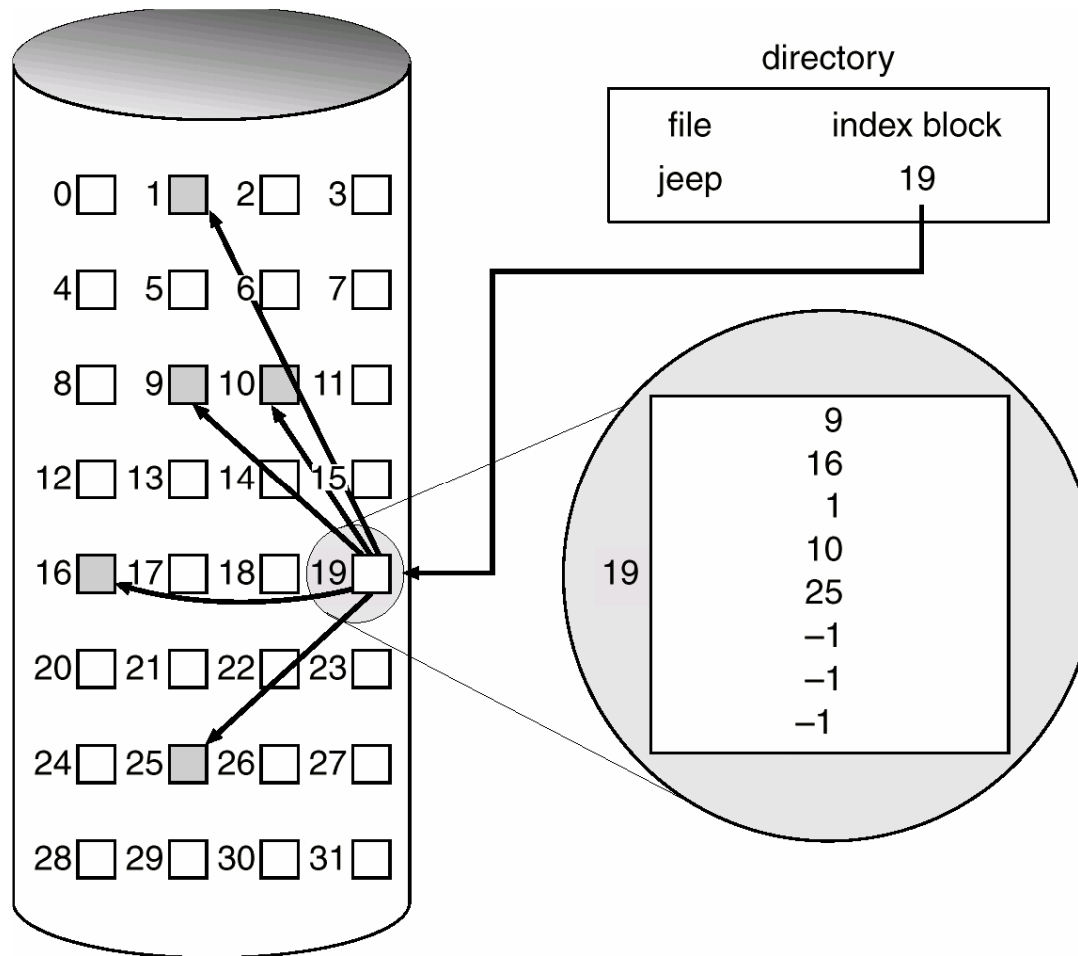 directory
file index block
jeep 19
0 1 2 3
4 5 6 7
8 9 10 11
12 13 14 15
16 17 18 19
20 21 22 23
24 25 26 27
28 29 30 31
19
9
16
1
10
25
–1
–1
–1